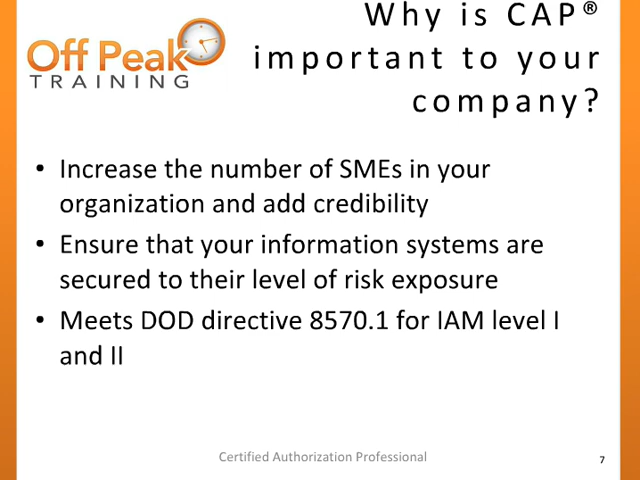 Off Peak
TRAINING
Why is CAP®
important to your
company?
• Increase the number of SMEs in your
organization and add credibility
• Ensure that your information systems are
secured to their level of risk exposure
• Meets DOD directive 8570.1 for IAM level I
and II
Certified Authorization Professional
7